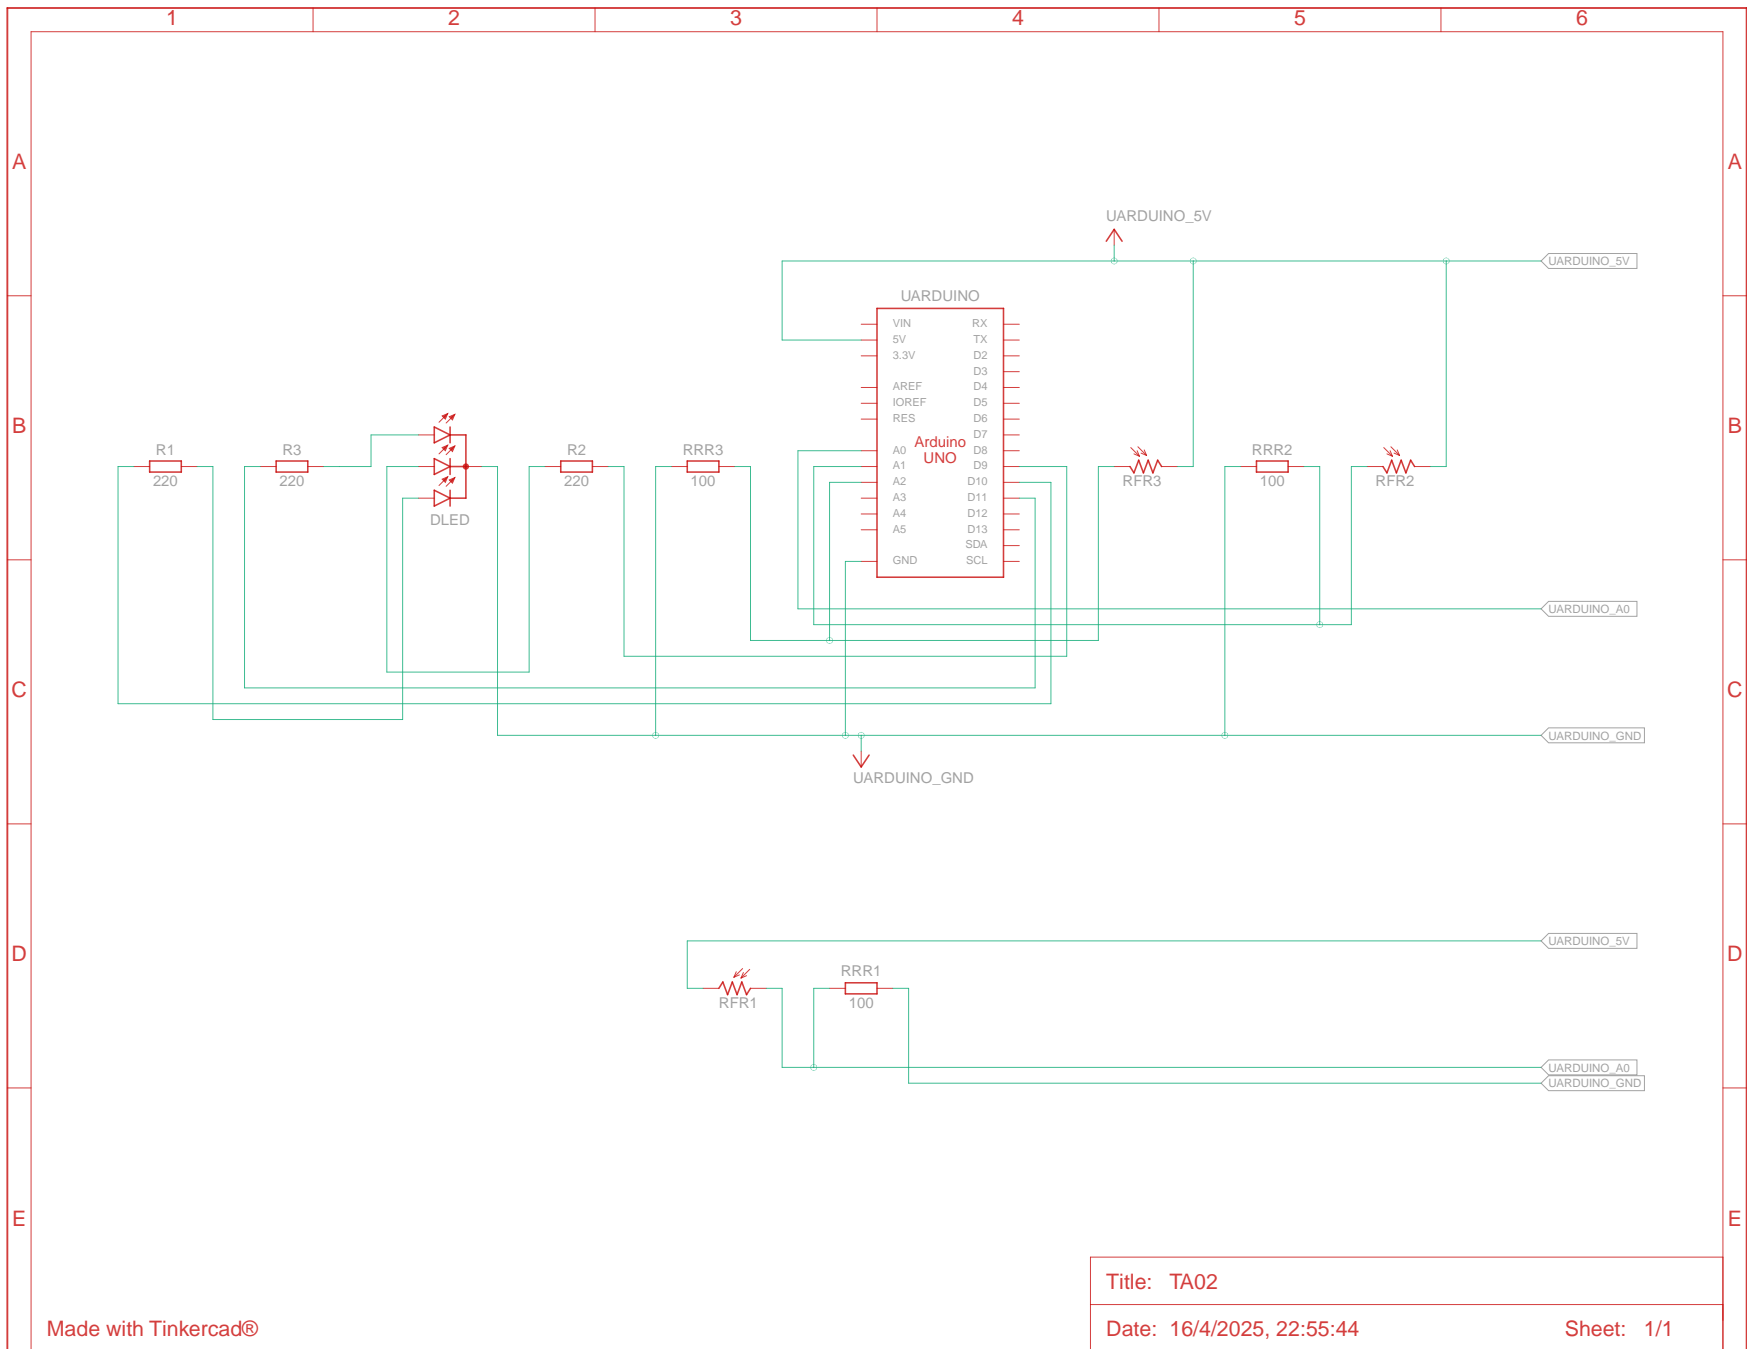 1 2 3 4 5 6
A A
UARDUINO_5V
UARDUINO_5V
UARDUINO
VIN RX
5V TX
3.3V D2
D3
AREF D4
IOREF D5
RES D6
D7
B B
Arduino
UNO
A0 D8
A1 D9
A2 D10
A3 D11
A4 D12
A5 D13
SDA
GND SCL
R1 R3 R2 RRR3 RRR2
220 220 220 100 RFR3 100 RFR2
DLED
UARDUINO_A0
C C
UARDUINO_GND
UARDUINO_GND
UARDUINO_5V
D D
RRR1
RFR1 100
UARDUINO_A0
UARDUINO_GND
E E
Title: TA02
Made with Tinkercad®
Date: 16/4/2025, 22:55:44 Sheet: 1/1